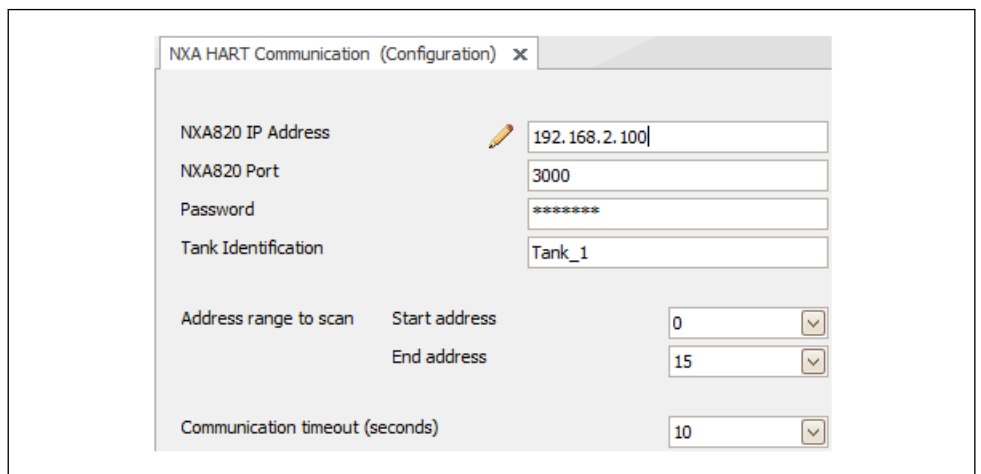 NXA HART Communication (Configuration) x
NXA820 IP Address 192.168.2.100
NXA820 Port 3000
Password *******
Tank Identification Tank_1
Address range to scan Start address 0
End address 15
Communication timeout (seconds) 10